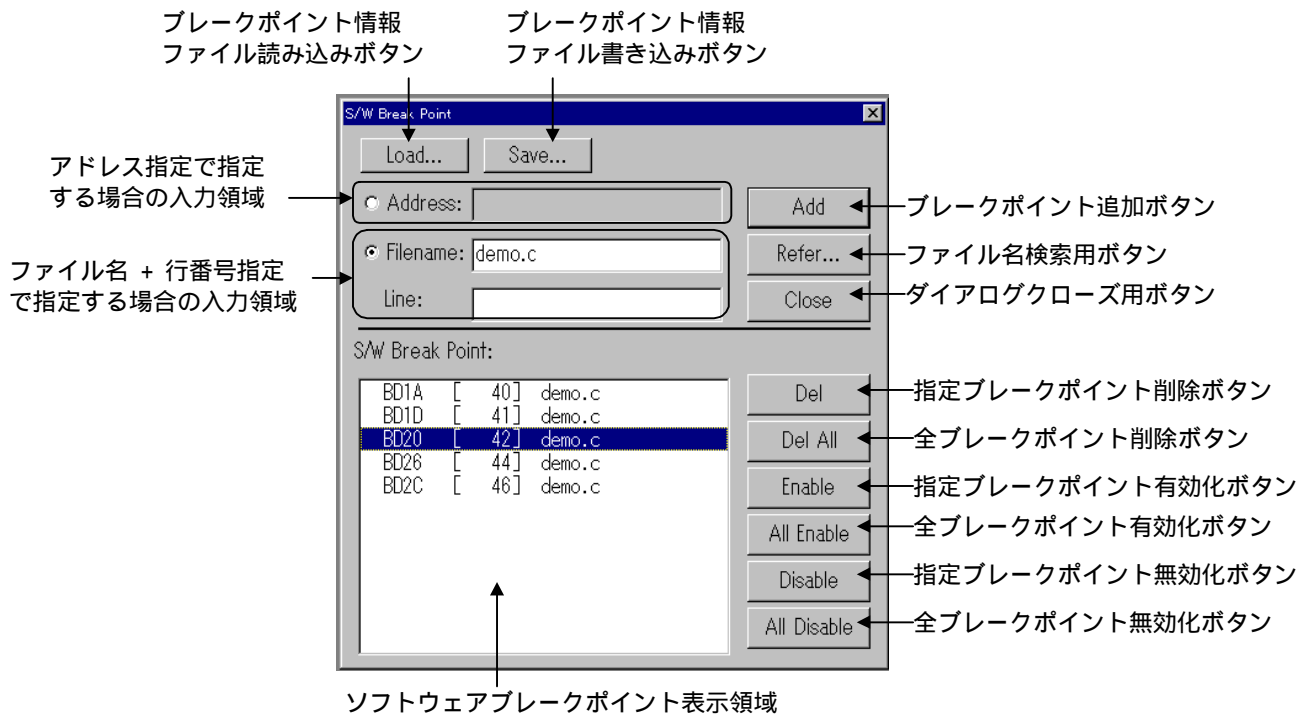 ブレークポイント情報
ファイル読み込みボタン
ブレークポイント情報
ファイル書き込みボタン
S/W Break Point
Load...
Save...
アドレス指定で指定
する場合の入力領域
Address:
Add
ブレークポイント追加ボタン
ファイル名 + 行番号指定
で指定する場合の入力領域
Filename: demo.c
Refer...
ファイル名検索用ボタン
Line:
Close
ダイアログクローズ用ボタン
S/W Break Point:
BD1A [ 40] demo.c
BD1D [ 41] demo.c
BD20 [ 42] demo.c
BD26 [ 44] demo.c
BD2C [ 46] demo.c
Del
指定ブレークポイント削除ボタン
Del All
全ブレークポイント削除ボタン
Enable
指定ブレークポイント有効化ボタン
All Enable
全ブレークポイント有効化ボタン
Disable
指定ブレークポイント無効化ボタン
All Disable
全ブレークポイント無効化ボタン
ソフトウェアブレークポイント表示領域